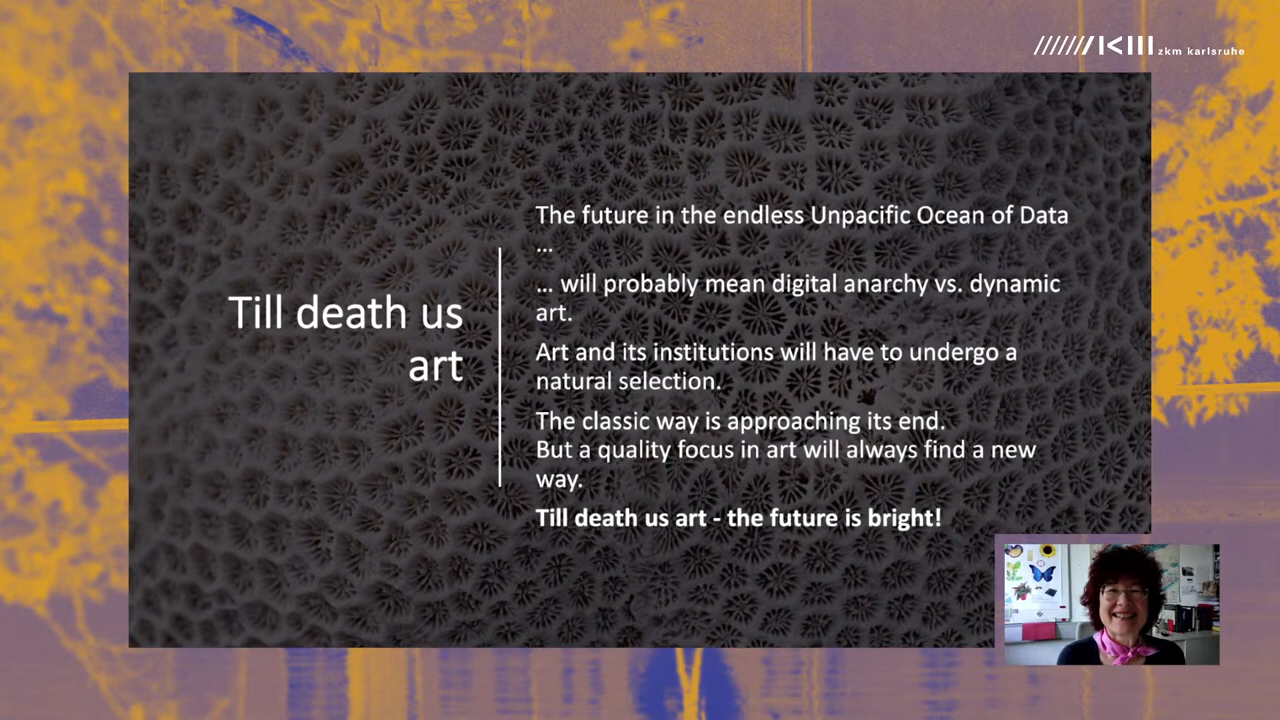 zkm karlsruhe
Till death us
art
The future in the endless Unpacific Ocean of Data
...
... will probably mean digital anarchy vs. dynamic
art.
Art and its institutions will have to undergo a
natural selection.
The classic way is approaching its end.
But a quality focus in art will always find a new
way.
Till death us art - the future is bright!